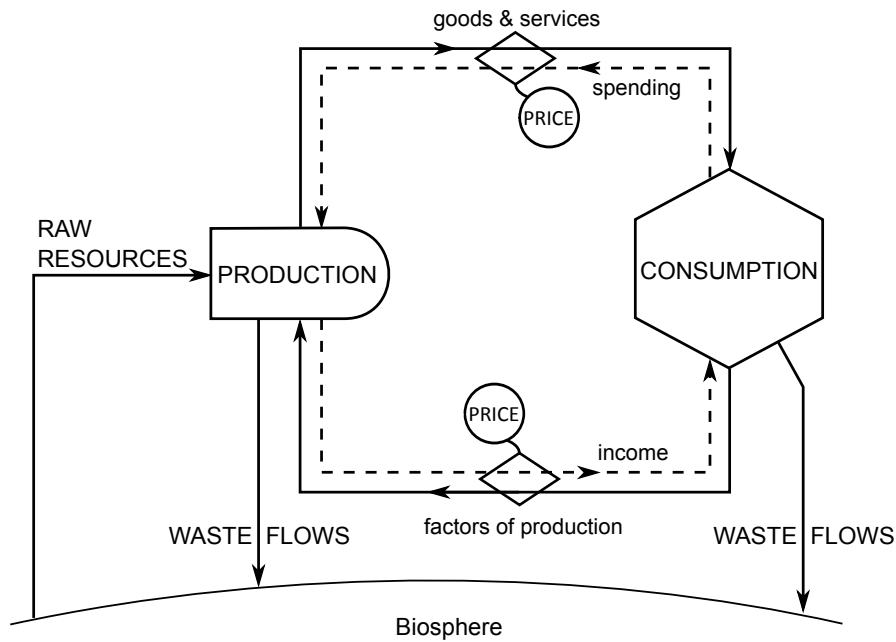 goods & services
spending
PRICE
RAW
RESOURCES
PRODUCTION
CONSUMPTION
PRICE
income
factors of production
WASTE FLOWS
WASTE FLOWS
Biosphere